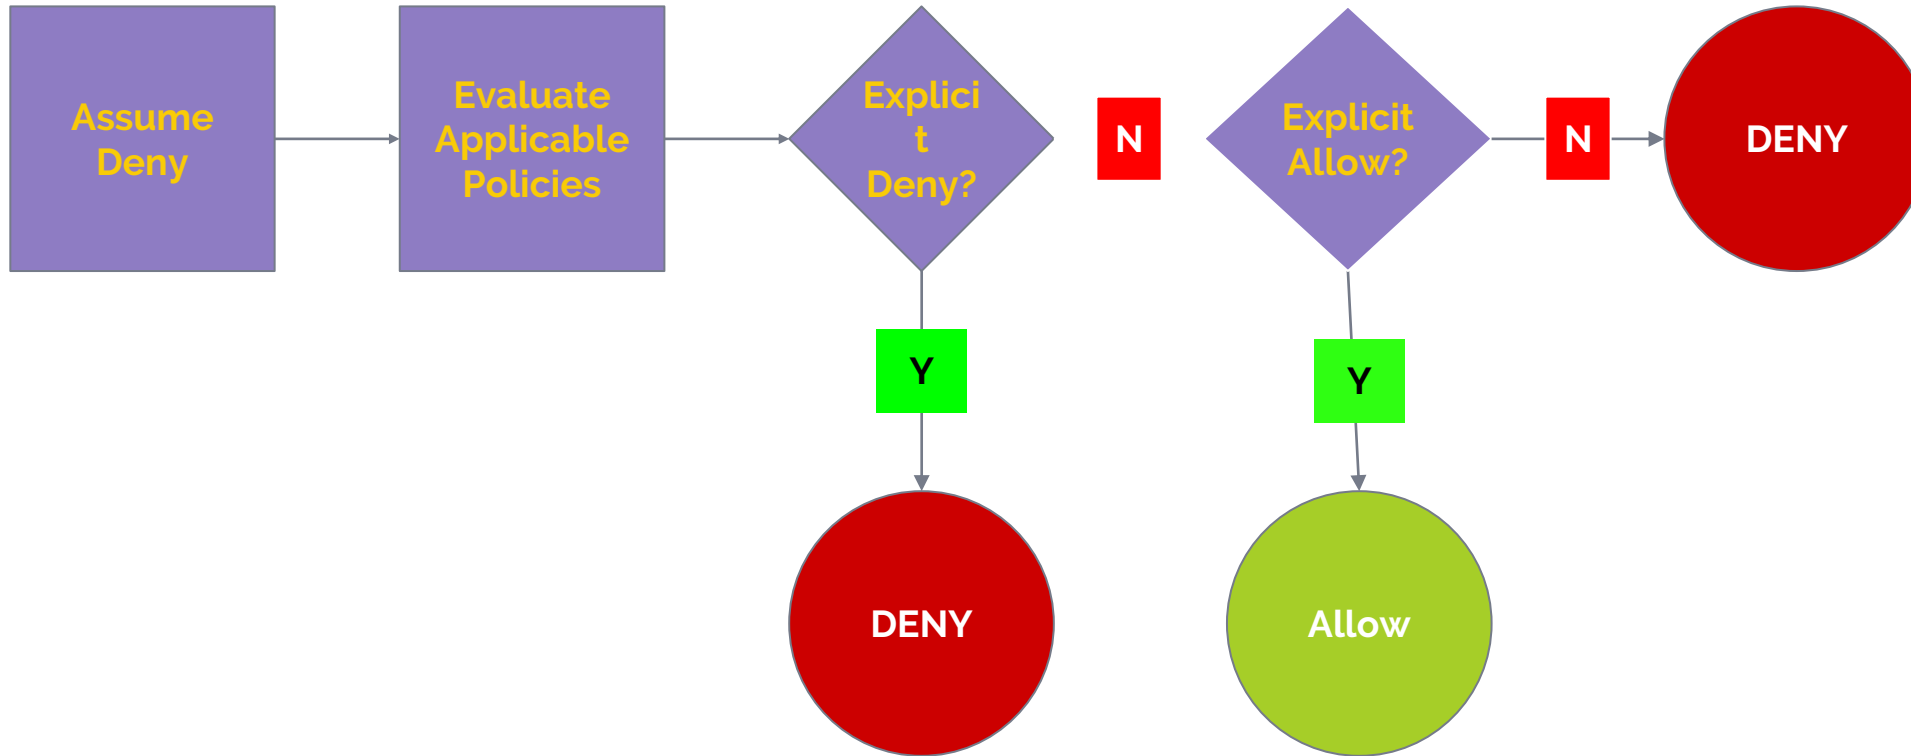 Assume
Deny
Evaluate
Applicable
Policies
Explici
t
Deny?
N
Explicit
Allow?
N
DENY
Y
Y
DENY
Allow